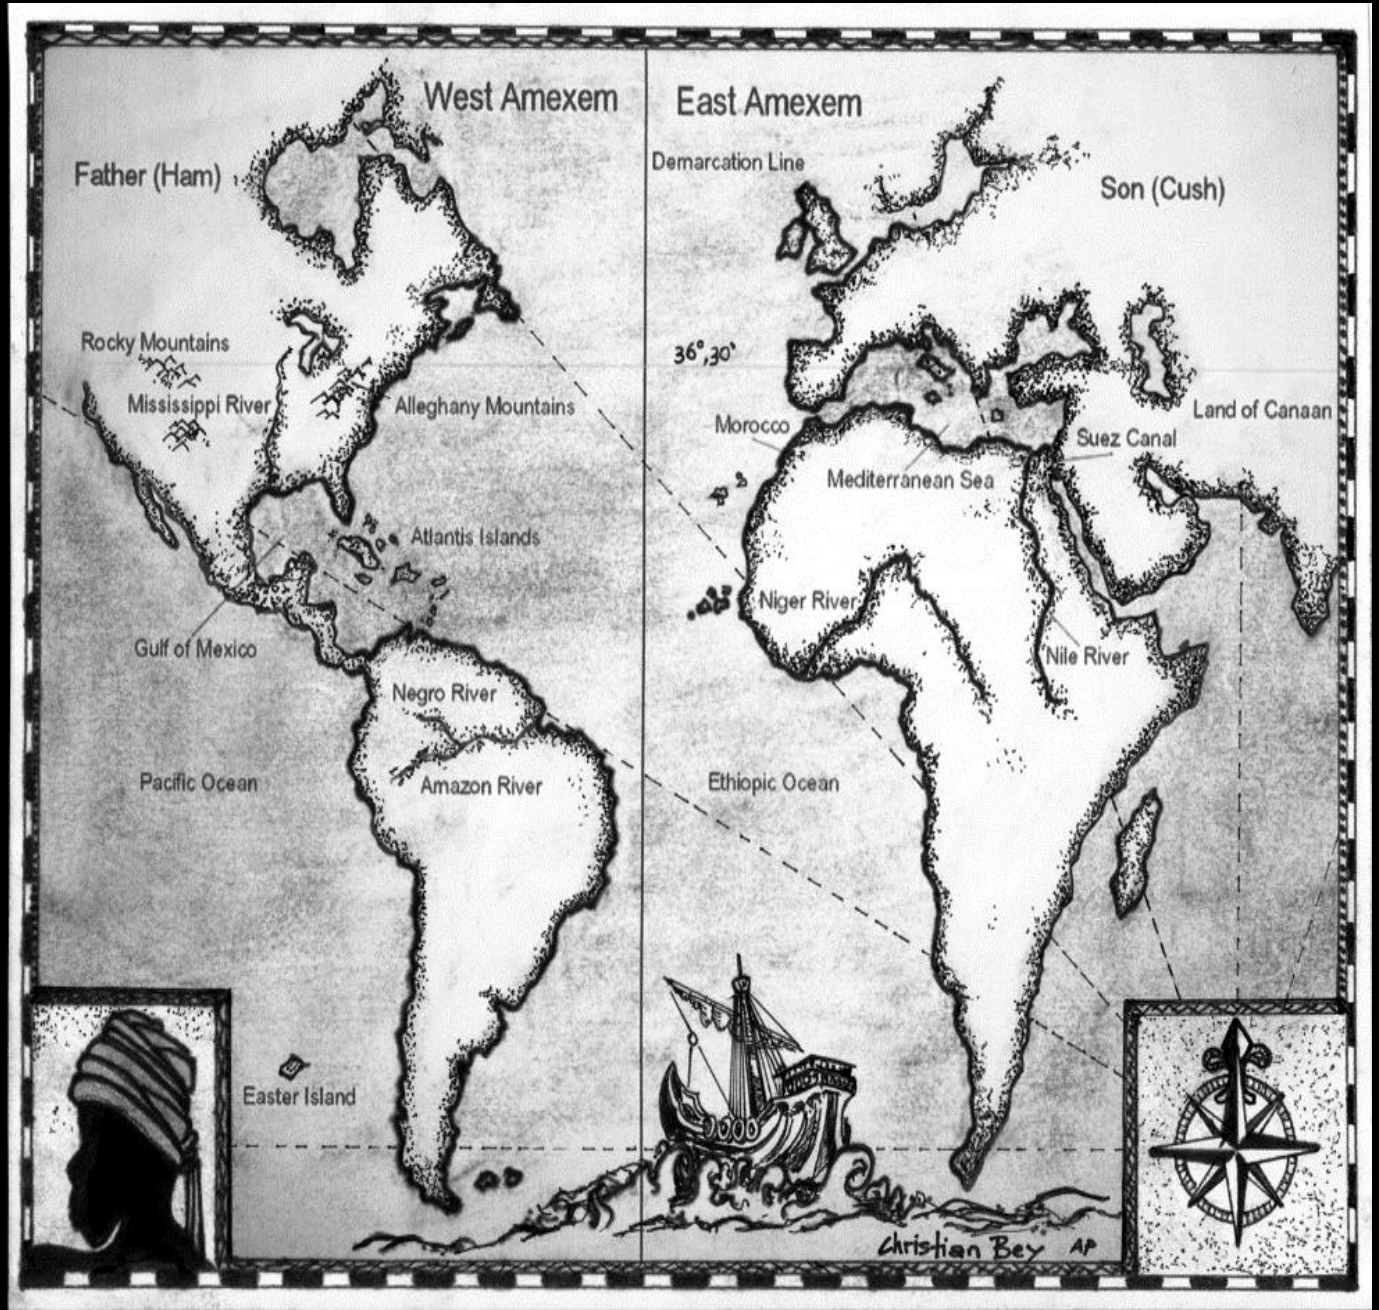 West Amexem
East Amexem
Demarcation Line
Father (Ham)
Son (Cush)
Rocky Mountains
36°,30'
Mississippi River
Alleghany Mountains
Land of Canaan
Morocco
Suez Canal
Mediterranean Sea
Atlantis Islands
Niger River
Gulf of Mexico
Nile River
Negro River
Pacific Ocean
Amazon River
Ethiopic Ocean
Easter Island
Christian Bey AP